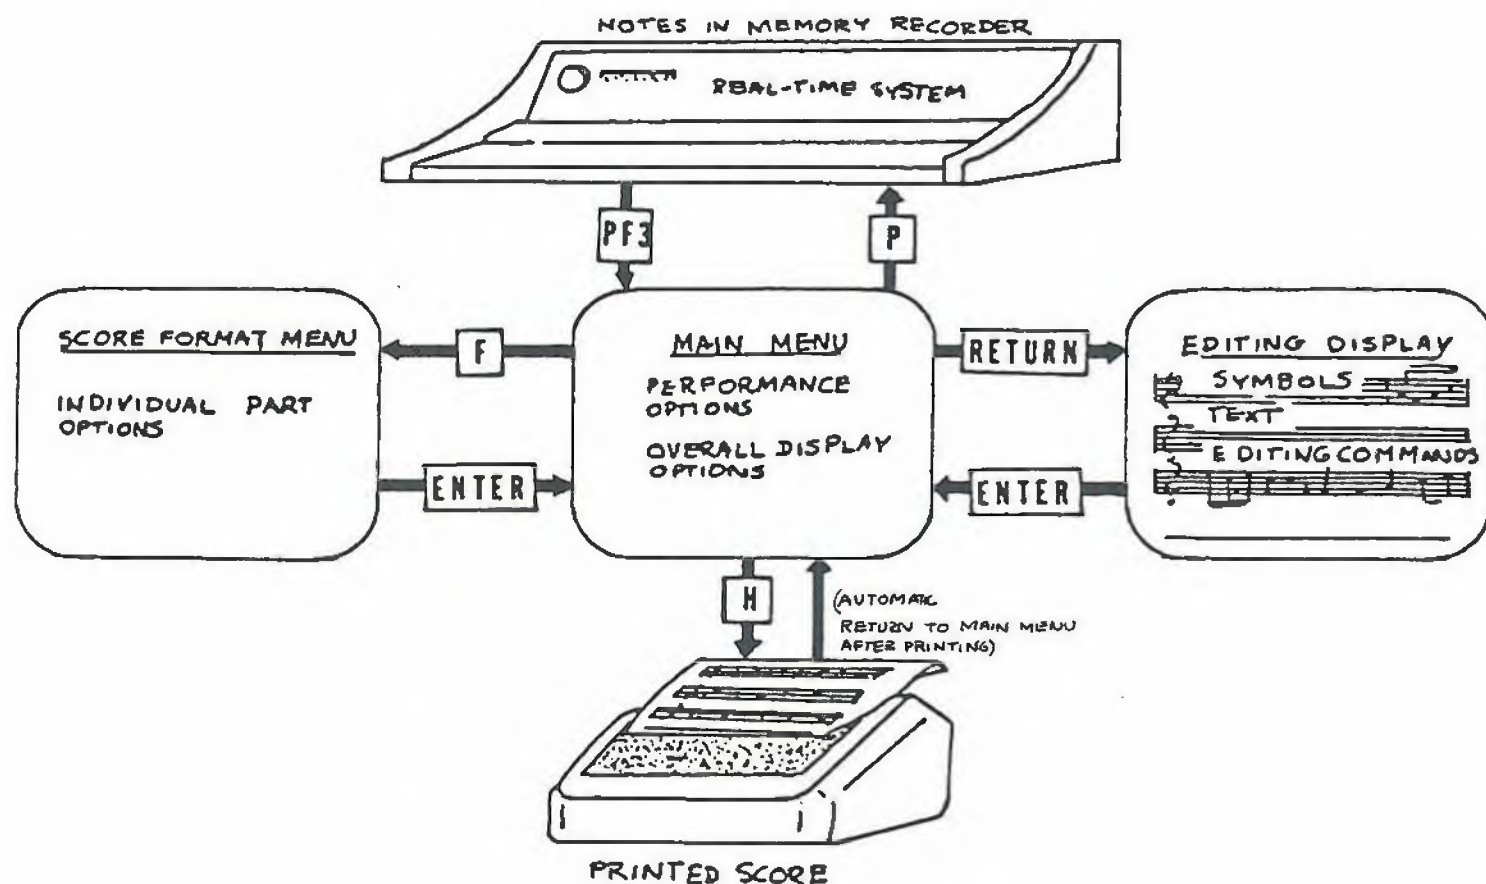 NOTES IN MEMORY RECORDER
REAL-TIME SYSTEM
PF3
P
SCORE FORMAT MENU
INDIVIDUAL PART
OPTIONS
F
ENTER
MAIN MENU
PERFORMANCE
OPTIONS
OVERALL DISPLAY
OPTIONS
RETURN
ENTER
EDITING DISPLAY
SYMBOLS
TEXT
EDITING COMMANDS
H
(AUTOMATIC
RETURN TO MAIN MENU
AFTER PRINTING)
PRINTED SCORE